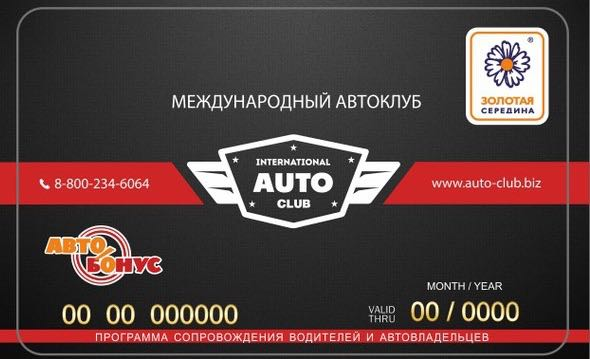 МЕЖДУНАРОДНЫЙ АВТОКЛУБ
®
ЗОЛОТАЯ
СЕРЕДИНА
8-800-234-6064
INTERNATIONAL
AUTO
CLUB
www.auto-club.biz
АВТО
БОНУС
MONTH / YEAR
00 00 000000
VALID
THRU
00 / 0000
ПРОГРАММА СОПРОВОЖДЕНИЯ ВОДИТЕЛЕЙ И АВТОВЛАДЕЛЬЦЕВ